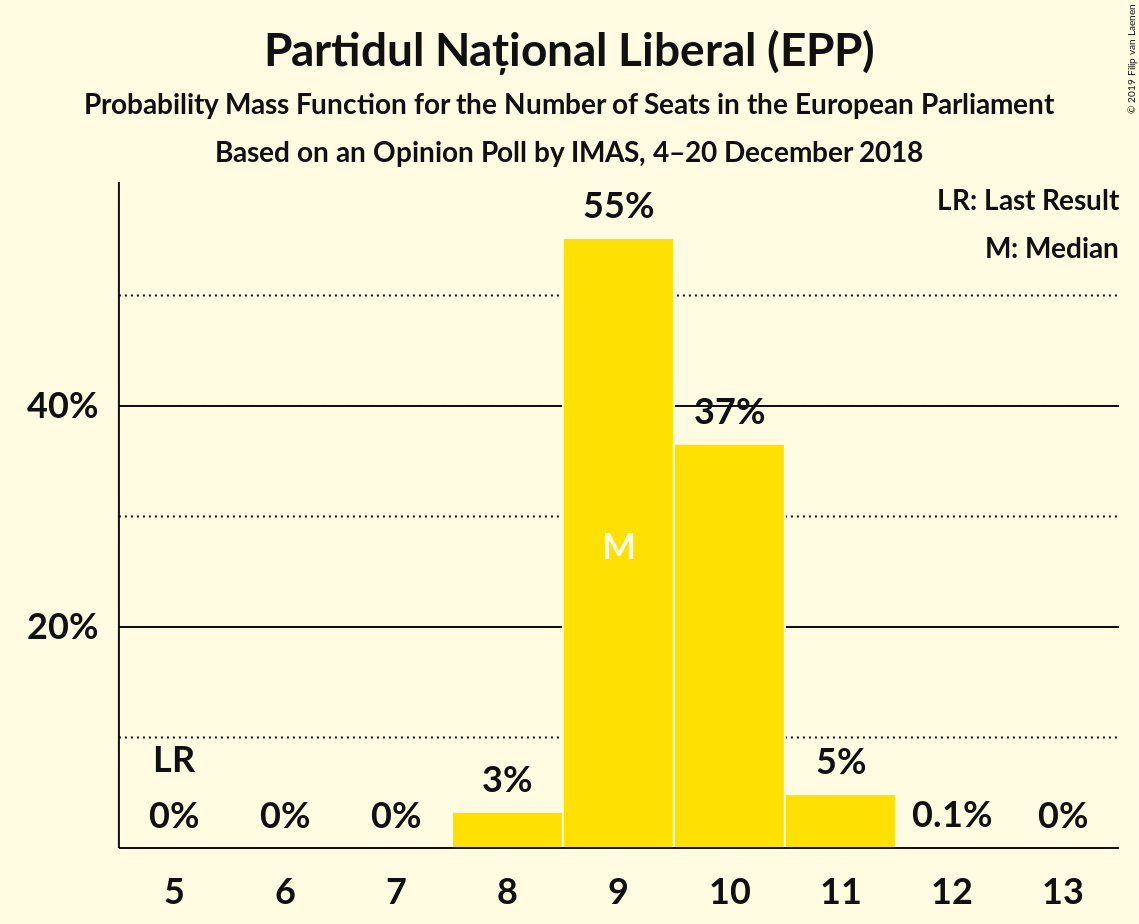 Partidul Național Liberal (EPP)
Probability Mass Function for the Number of Seats in the European Parliament
Based on an Opinion Poll by IMAS, 4–20 December 2018
© 2019 Filip van Laenen
LR: Last Result
M: Median
55%
40%
37%
M
20%
LR
0%
0%
0%
3%
5%
0.1%
0%
5
6
7
8
9
10
11
12
13